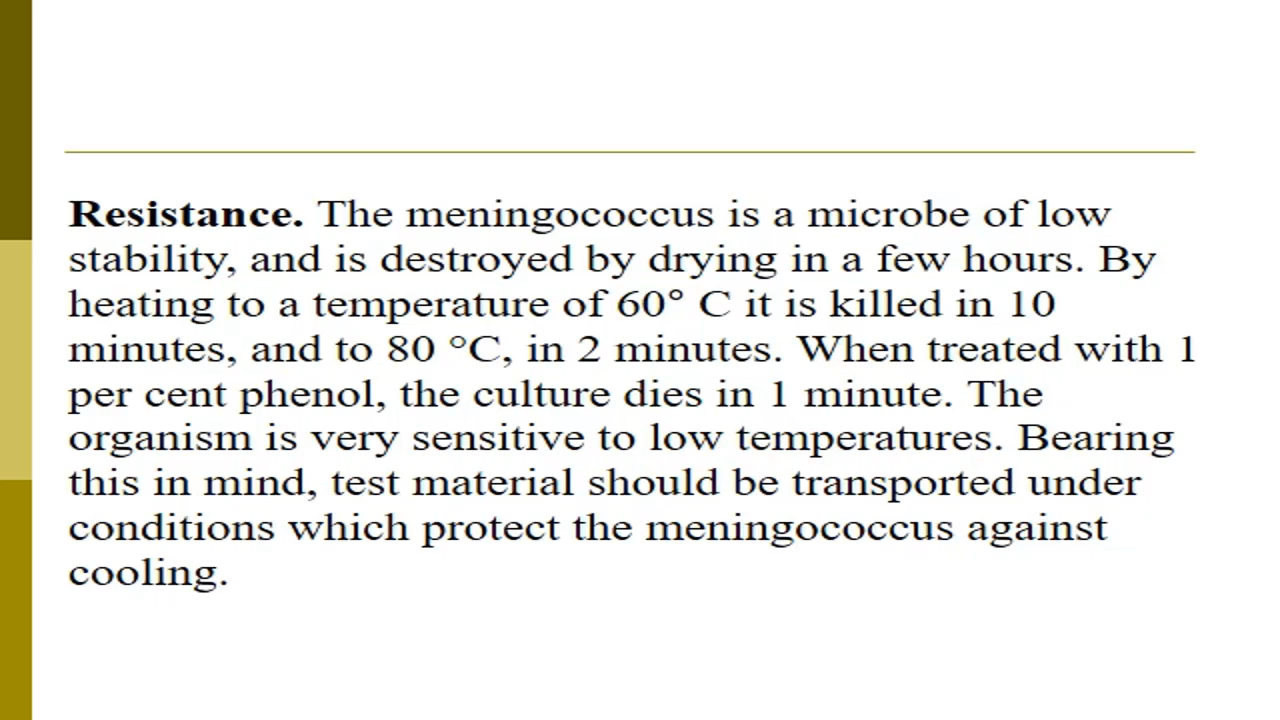 Resistance. The meningococcus is a microbe of low
stability, and is destroyed by drying in a few hours. By
heating to a temperature of 60° C it is killed in 10
minutes, and to 80 °C, in 2 minutes. When treated with 1
per cent phenol, the culture dies in 1 minute. The
organism is very sensitive to low temperatures. Bearing
this in mind, test material should be transported under
conditions which protect the meningococcus against
cooling.